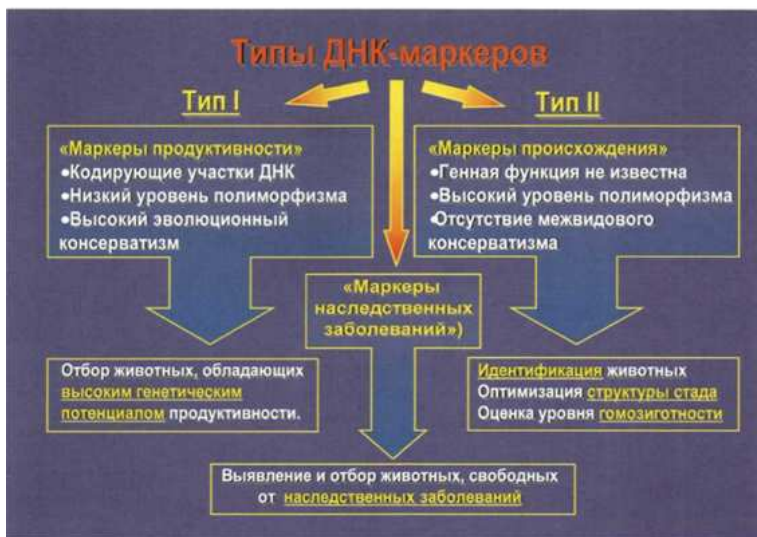 Типы ДНК-маркеров
Тип I
«Маркеры продуктивности»
•Кодирующие участки ДНК
•Низкий уровень полиморфизма
•Высокий эволюционный
консерватизм
Тип II
«Маркеры происхождения»
•Генная функция не известна
•Высокий уровень полиморфизма
•Отсутствие межвидового
консерватизма
«Маркеры
наследственных
заболеваний»)
Отбор животных, обладающих
высоким генетическим
потенциалом продуктивности.
Идентификация животных
Оптимизация структуры стада
Оценка уровня гомозиготности
Выявление и отбор животных, свободных
от наследственных заболеваний